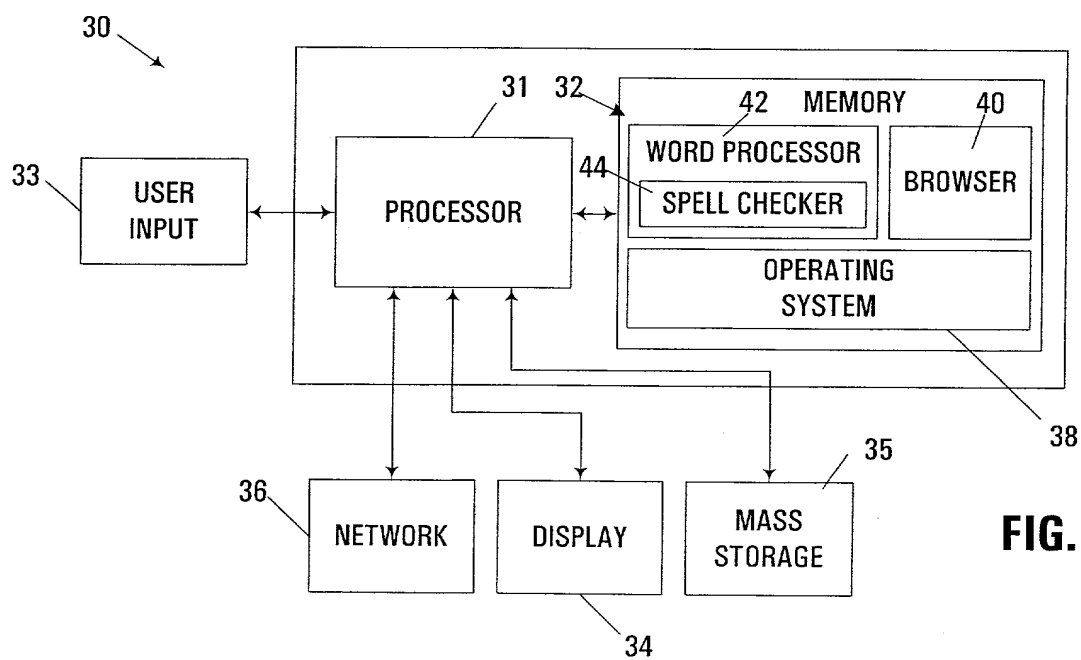 30
31
32
42
MEMORY
40
33
USER
INPUT
PROCESSOR
WORD PROCESSOR
44
SPELL CHECKER
BROWSER
OPERATING
SYSTEM
38
36
NETWORK
DISPLAY
34
35
MASS
STORAGE
FIG.